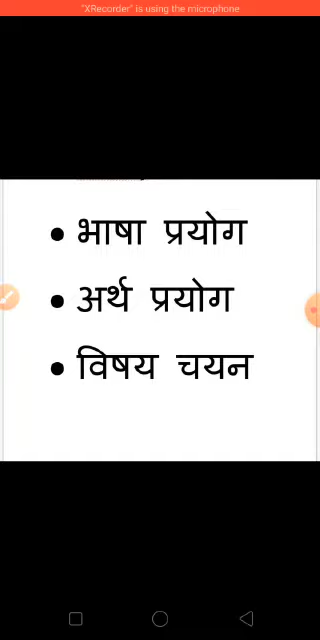 "XRecorder" is using the microphone
• भाषा प्रयोग
• अर्थ प्रयोग
• विषय चयन